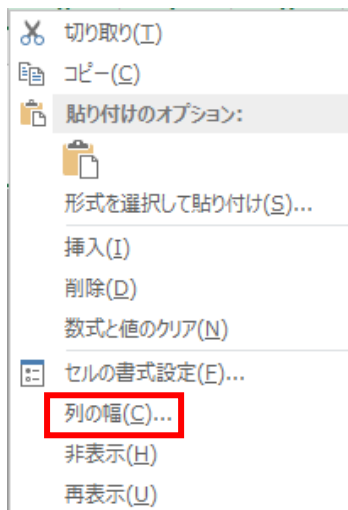 切り取り(T)
コピー(C)
貼り付けのオプション:
形式を選択して貼り付け(S)...
挿入(I)
削除(D)
数式と値のクリア(N)
セルの書式設定(F)...
列の幅(C)...
非表示(H)
再表示(U)